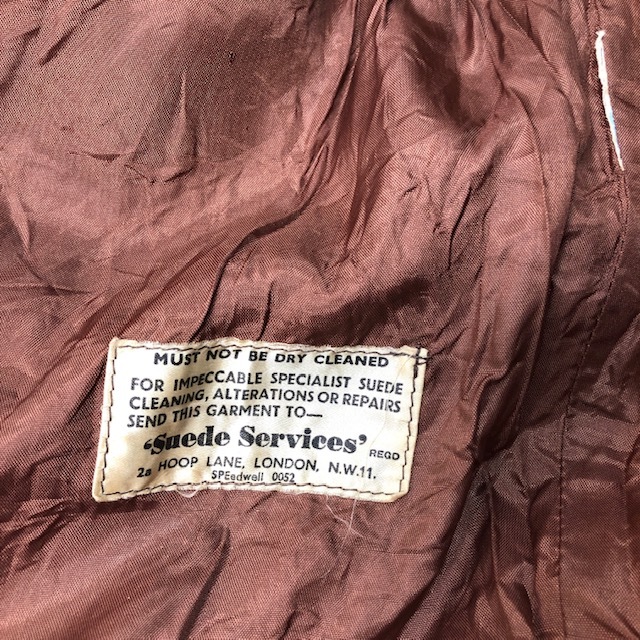 MUST NOT BE DRY CLEANED
FOR IMPECCABLE SPECIALIST SUEDE
CLEANING, ALTERATIONS OR REPAIRS
SEND THIS GARMENT TO—
‘Suede Services’ REGD
2a HOOP LANE, LONDON, N.W.11.
SPEedwell 0052